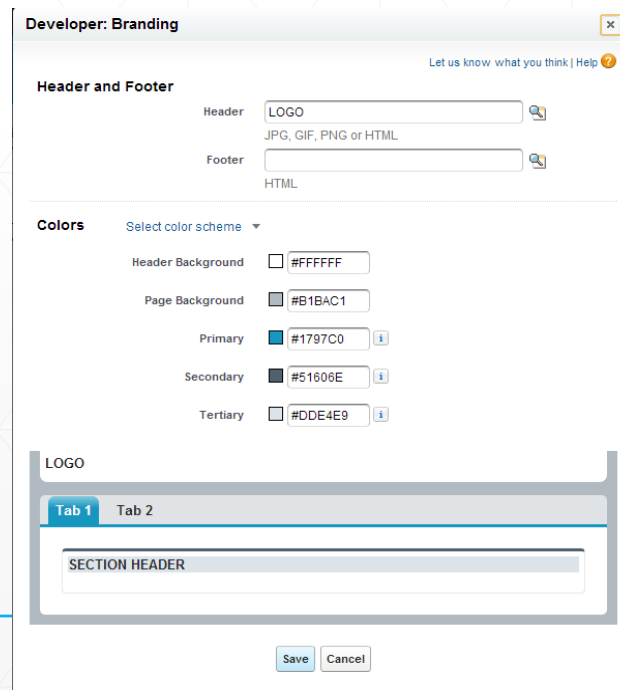 Developer: Branding
Let us know what you think | Help
Header and Footer
Header LOGO
JPG, GIF, PNG or HTML
Footer
HTML
Colors Select color scheme
Header Background #FFFFFF
Page Background #B1BAC1
Primary #1797C0
Secondary #51606E
Tertiary #DDE4E9
LOGO
Tab 1 Tab 2
SECTION HEADER
Save Cancel